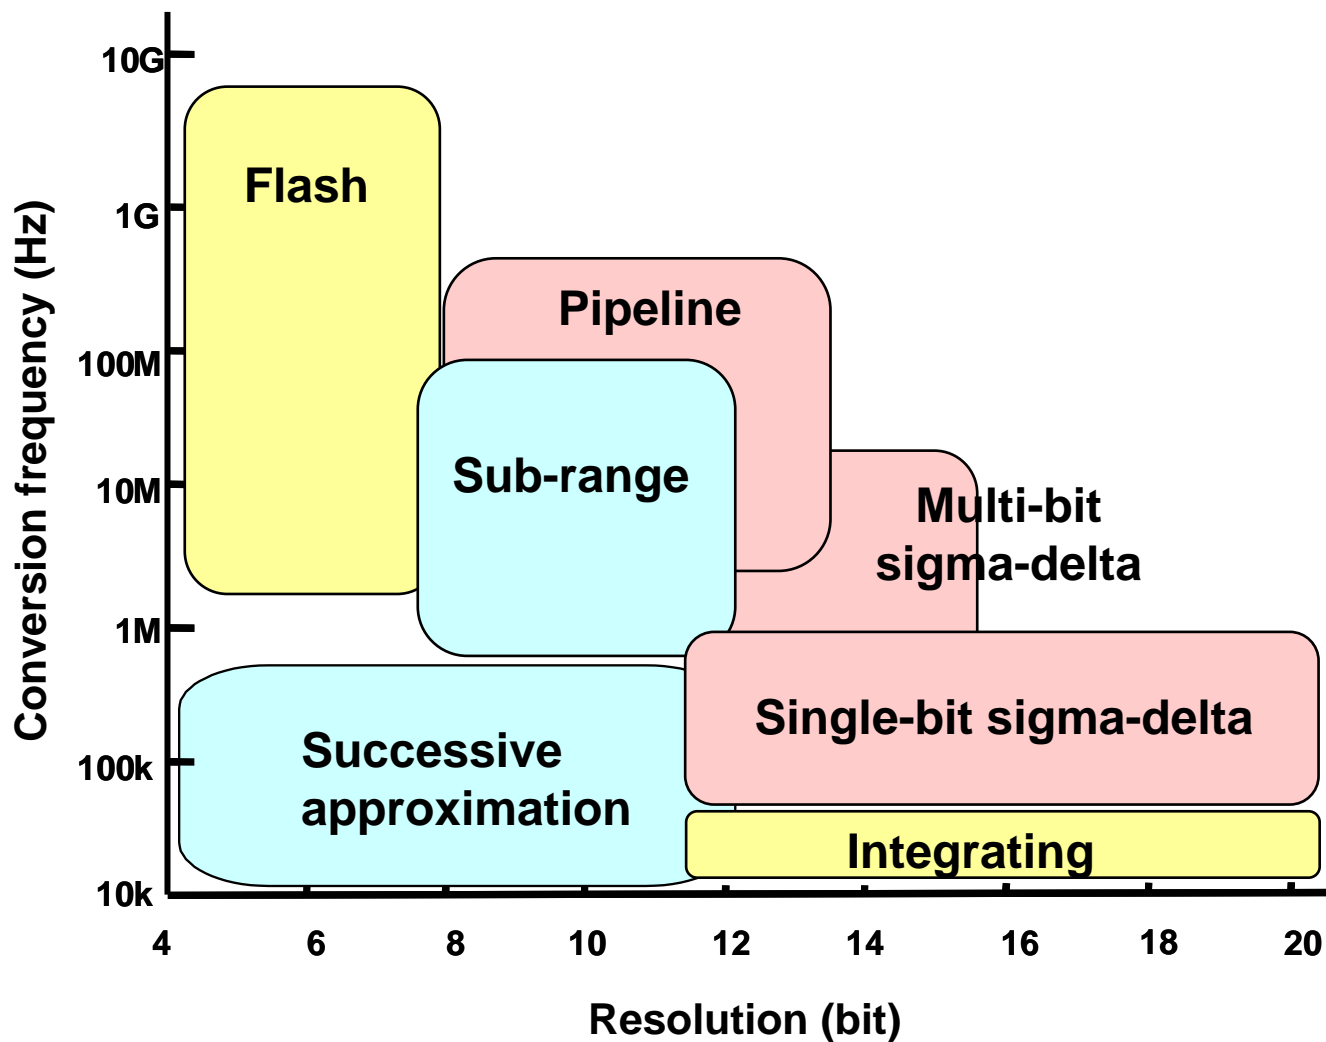 10G
1G
100M
10M
1M
100k
10k
Conversion frequency (Hz)
Flash
Pipeline
Sub-range
Multi-bit
sigma-delta
Single-bit sigma-delta
Successive
approximation
Integrating
4 6 8 10 12 14 16 18 20
Resolution (bit)